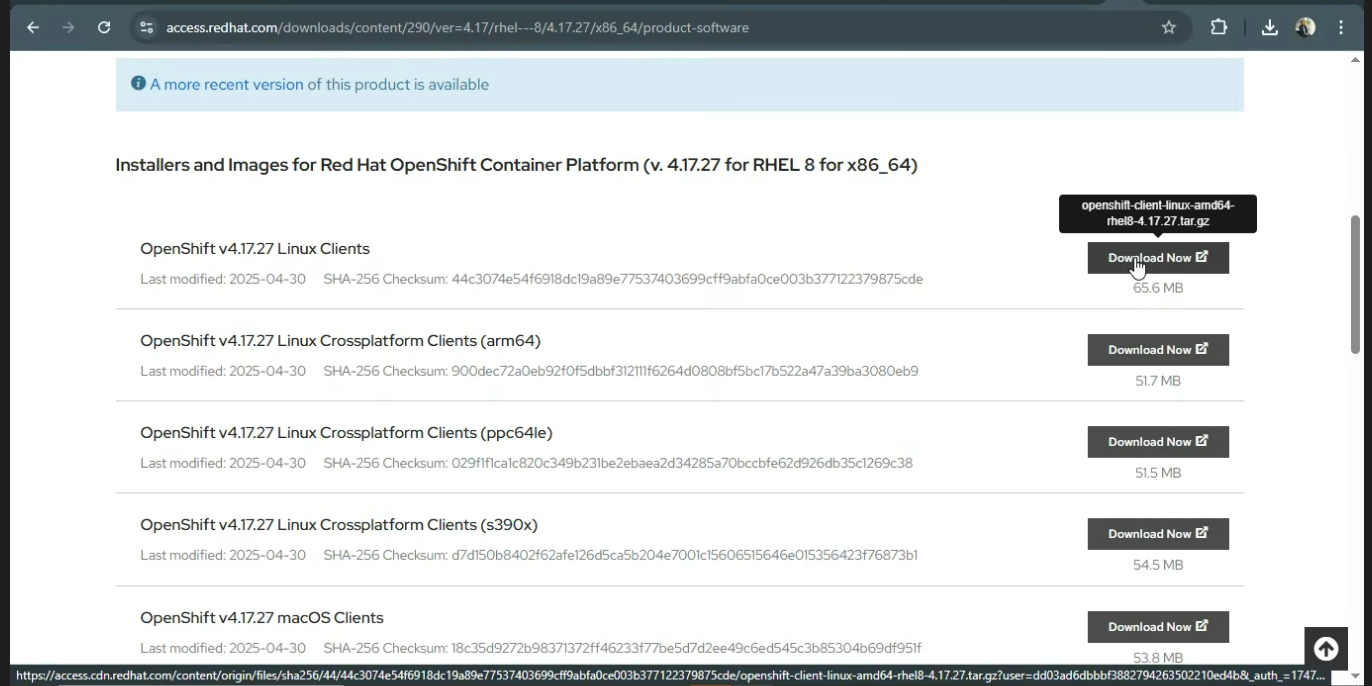 access.redhat.com/downloads/content/290/ver=4.17/rhel---8/4.17.27/x86_64/product-software
A more recent version of this product is available
Installers and Images for Red Hat OpenShift Container Platform (v. 4.17.27 for RHEL 8 for x86_64)
openshift-client-linux-amd64-
rhel8-4.17.27.tar.gz
OpenShift v4.17.27 Linux Clients
Download Now
Last modified: 2025-04-30 SHA-256 Checksum: 44c3074e54f6918dc19a89e77537403699cff9abfa0ce003b377122379875cde
65.6 MB
OpenShift v4.17.27 Linux Crossplatform Clients (arm64)
Download Now
Last modified: 2025-04-30 SHA-256 Checksum: 900dec72a0eb92f0f5dbbf312111f6264d0808bf5bc17b522a47a39ba3080eb9
51.7 MB
OpenShift v4.17.27 Linux Crossplatform Clients (ppc64le)
Download Now
Last modified: 2025-04-30 SHA-256 Checksum: 029f1f1ca1c820c349b231be2ebaea2d34285a70bccbfe62d926db35c1269c38
51.5 MB
OpenShift v4.17.27 Linux Crossplatform Clients (s390x)
Download Now
Last modified: 2025-04-30 SHA-256 Checksum: d7d150b8402f62afe126d5ca5b204e7001c15606515646e015356423f76873b1
54.5 MB
OpenShift v4.17.27 macOS Clients
Download Now
Last modified: 2025-04-30 SHA-256 Checksum: 18c35d9272b98371372ff46233f77be5d7d2ee49c6ed545c3b85304b69df951f
53.8 MB
https://access.cdn.redhat.com/content/origin/files/sha256/44/44c3074e54f6918dc19a89e77537403699cff9abfa0ce003b377122379875cde/openshift-client-linux-amd64-rhel8-4.17.27.tar.gz?user=dd03ad6dbbbf3882794263502210ed4b&_auth_=1747...